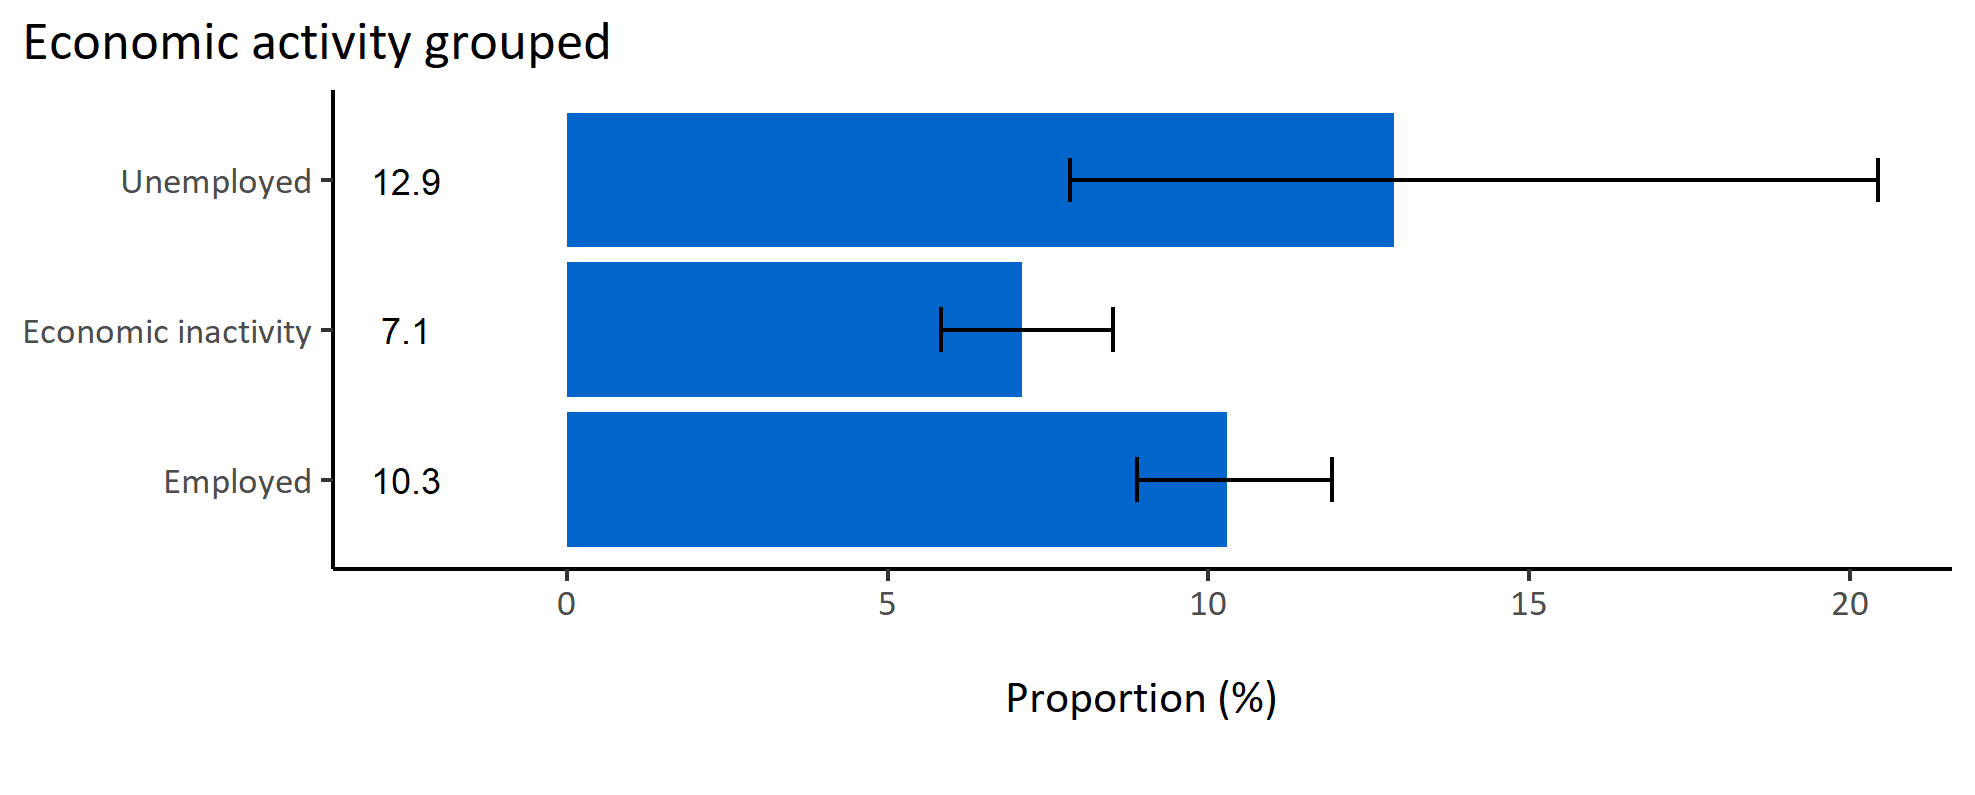 Economic activity grouped
Unemployed 12.9
Economic inactivity 7.1
Employed 10.3
0 5 10 15 20
Proportion (%)